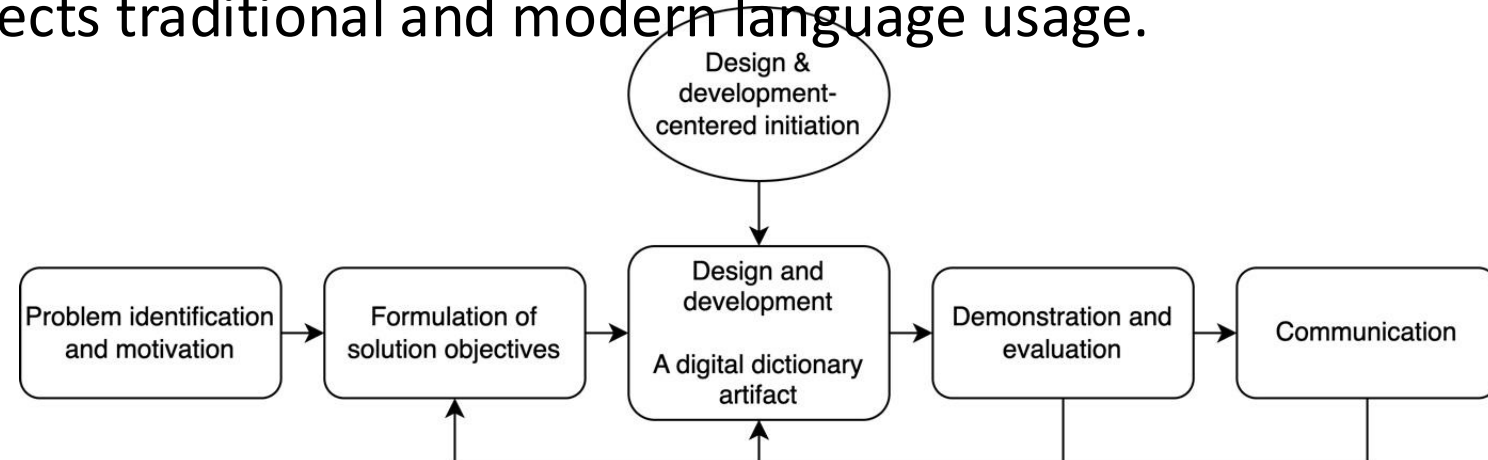 ects traditional and modern language usage.
Design &
development-
centered initiation
Problem identification
and motivation
Formulation of
solution objectives
Design and
development
A digital dictionary
artifact
Demonstration and
evaluation
Communication